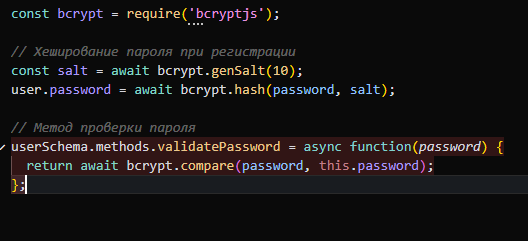 const bcrypt = require('bcryptjs');
// Хеширование пароля при регистрации
const salt = await bcrypt.genSalt(10);
user.password = await bcrypt.hash(password, salt);
// Метод проверки пароля
userSchema.methods.validatePassword = async function(password) {
  return await bcrypt.compare(password, this.password);
};